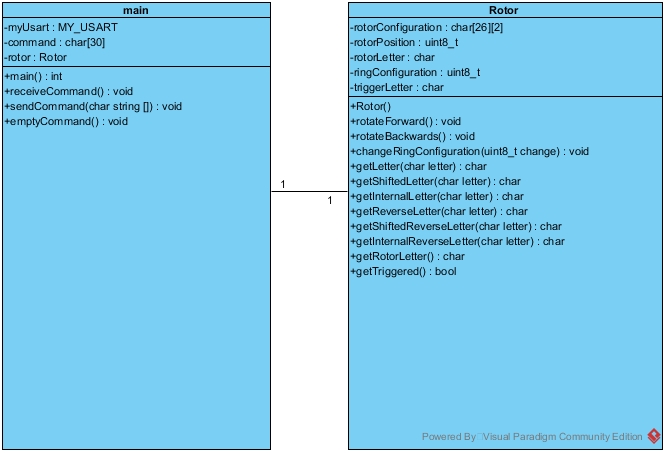 main
-myUsart : MY_USART
-command : char[30]
-rotor : Rotor
+main() : int
+receiveCommand() : void
+sendCommand(char string []) : void
+emptyCommand() : void
1
1
Rotor
-rotorConfiguration : char[26][2]
-rotorPosition : uint8_t
-rotorLetter : char
-ringConfiguration : uint8_t
-triggerLetter : char
+Rotor()
+rotateForward() : void
+rotateBackwards() : void
+changeRingConfiguration(uint8_t change) : void
+getLetter(char letter) : char
+getShiftedLetter(char letter) : char
+getInternalLetter(char letter) : char
+getReverseLetter(char letter) : char
+getShiftedReverseLetter(char letter) : char
+getInternalReverseLetter(char letter) : char
+getRotorLetter() : char
+getTriggered() : bool
Powered By Visual Paradigm Community Edition